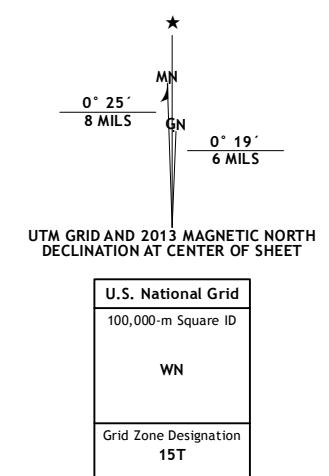 MN
0° 25´
8 MILS
GN
0° 19´
6 MILS
UTM GRID AND 2013 MAGNETIC NORTH
DECLINATION AT CENTER OF SHEET
U.S. National Grid
100,000-m Square ID
WN
Grid Zone Designation
15T